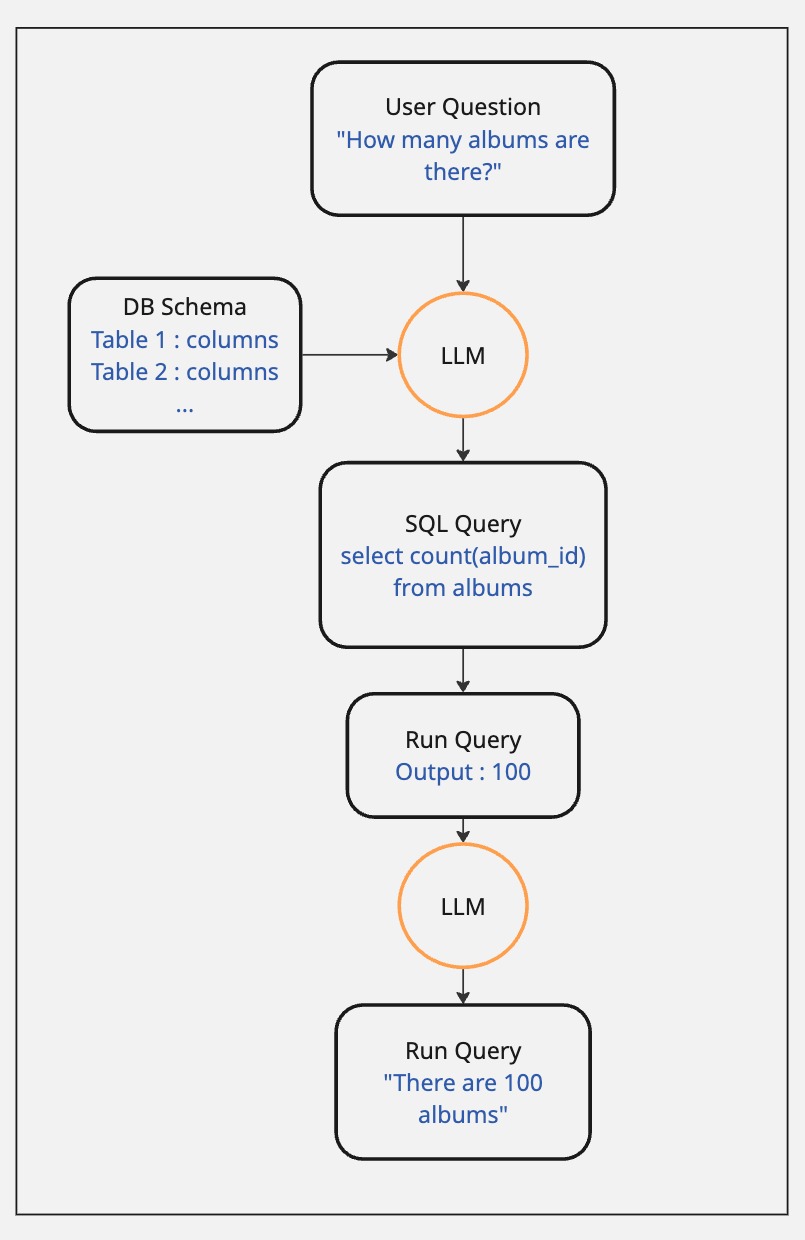 User Question
"How many albums are
there?"
DB Schema
Table 1 : columns
Table 2 : columns
...
LLM
SQL Query
select count(album_id)
from albums
Run Query
Output : 100
LLM
Run Query
"There are 100
albums"